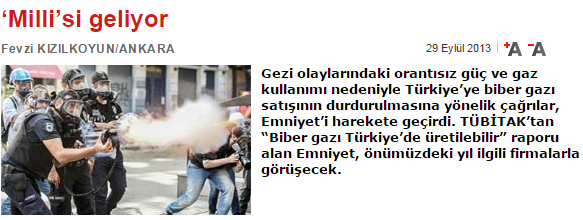 ‘Milli’si geliyor
Fevzi KIZILKOYUN/ANKARA
29 Eylül 2013 +A -A
Gezi olaylarındaki orantısız güç ve gaz
kullanımı nedeniyle Türkiye’ye biber gazı
satışının durdurulmasına yönelik çağrılar,
Emniyet’i harekete geçirdi. TÜBİTAK’tan
“Biber gazı Türkiye’de üretilebilir” raporu
alan Emniyet, önümüzdeki yıl ilgili firmalarla
görüşecek.